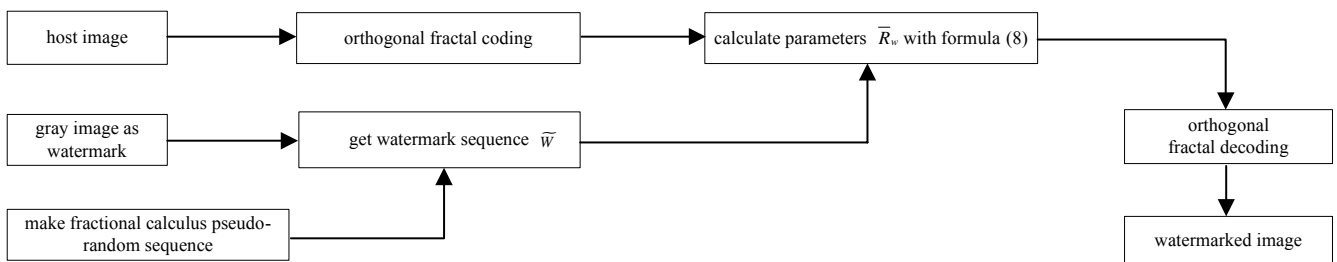 host image
orthogonal fractal coding
calculate parameters R̅w with formula (8)
gray image as
watermark
get watermark sequence W̃
orthogonal
fractal decoding
make fractional calculus pseudo-
random sequence
watermarked image